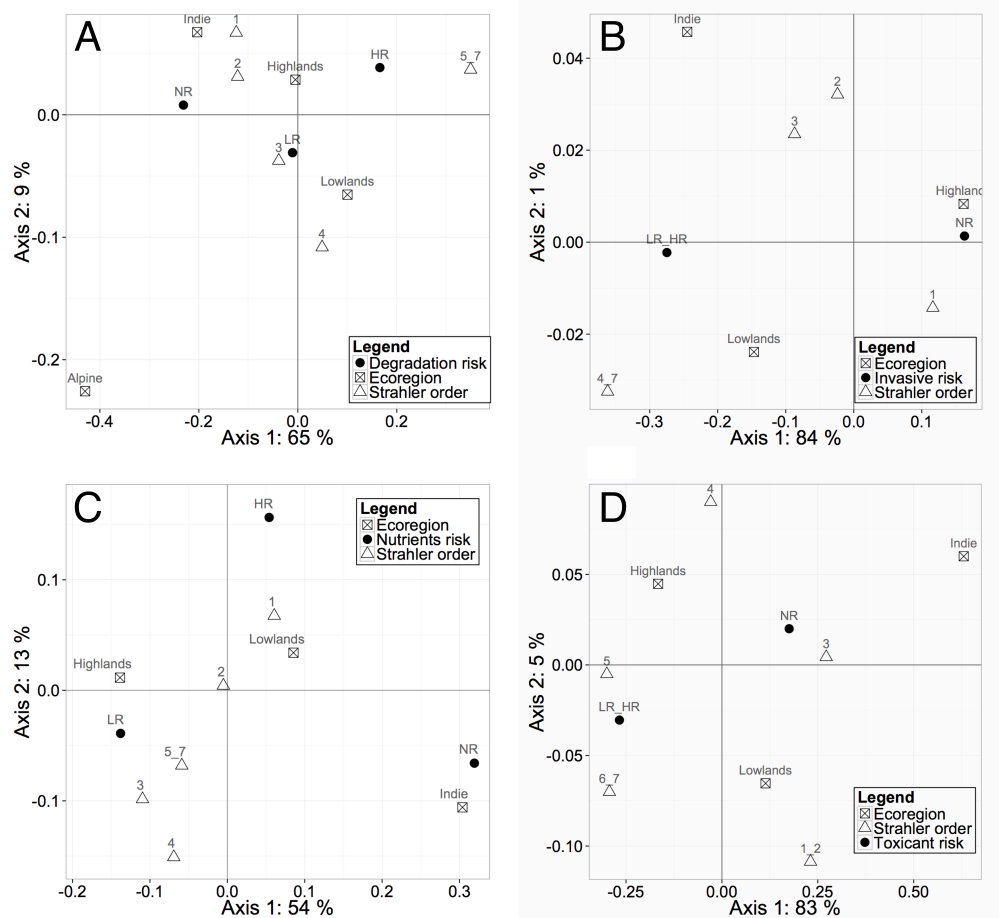 A
Indie
1
2
Highlands
HR
5_7
NR
3
LR
Lowlands
4
Alpine
0.0
-0.1
-0.2
Axis 2: 9 %
Legend
Degradation risk
Ecoregion
Strahler order
-0.4
-0.2
0.0
0.2
Axis 1: 65 %
B
Indie
2
3
Highlanc
NR
LR_HR
1
Lowlands
4_7
0.04
0.02
0.00
-0.02
Axis 2: 1 %
Legend
Ecoregion
Invasive risk
Strahler order
-0.3
-0.2
-0.1
0.0
0.1
Axis 1: 84 %
C
HR
Legend
Ecoregion
Nutrients risk
Strahler order
1
Lowlands
Highlands
2
LR
5_7
NR
3
Indie
4
0.1
0.0
-0.1
Axis 2: 13 %
-0.2
-0.1
0.0
0.1
0.2
0.3
Axis 1: 54 %
D
4
Indie
Highlands
NR
3
5
LR_HR
Lowlands
6_7
1_2
0.05
0.00
-0.05
-0.10
Axis 2: 5 %
Legend
Ecoregion
Strahler order
Toxicant risk
-0.25
0.00
0.25
0.50
Axis 1: 83 %